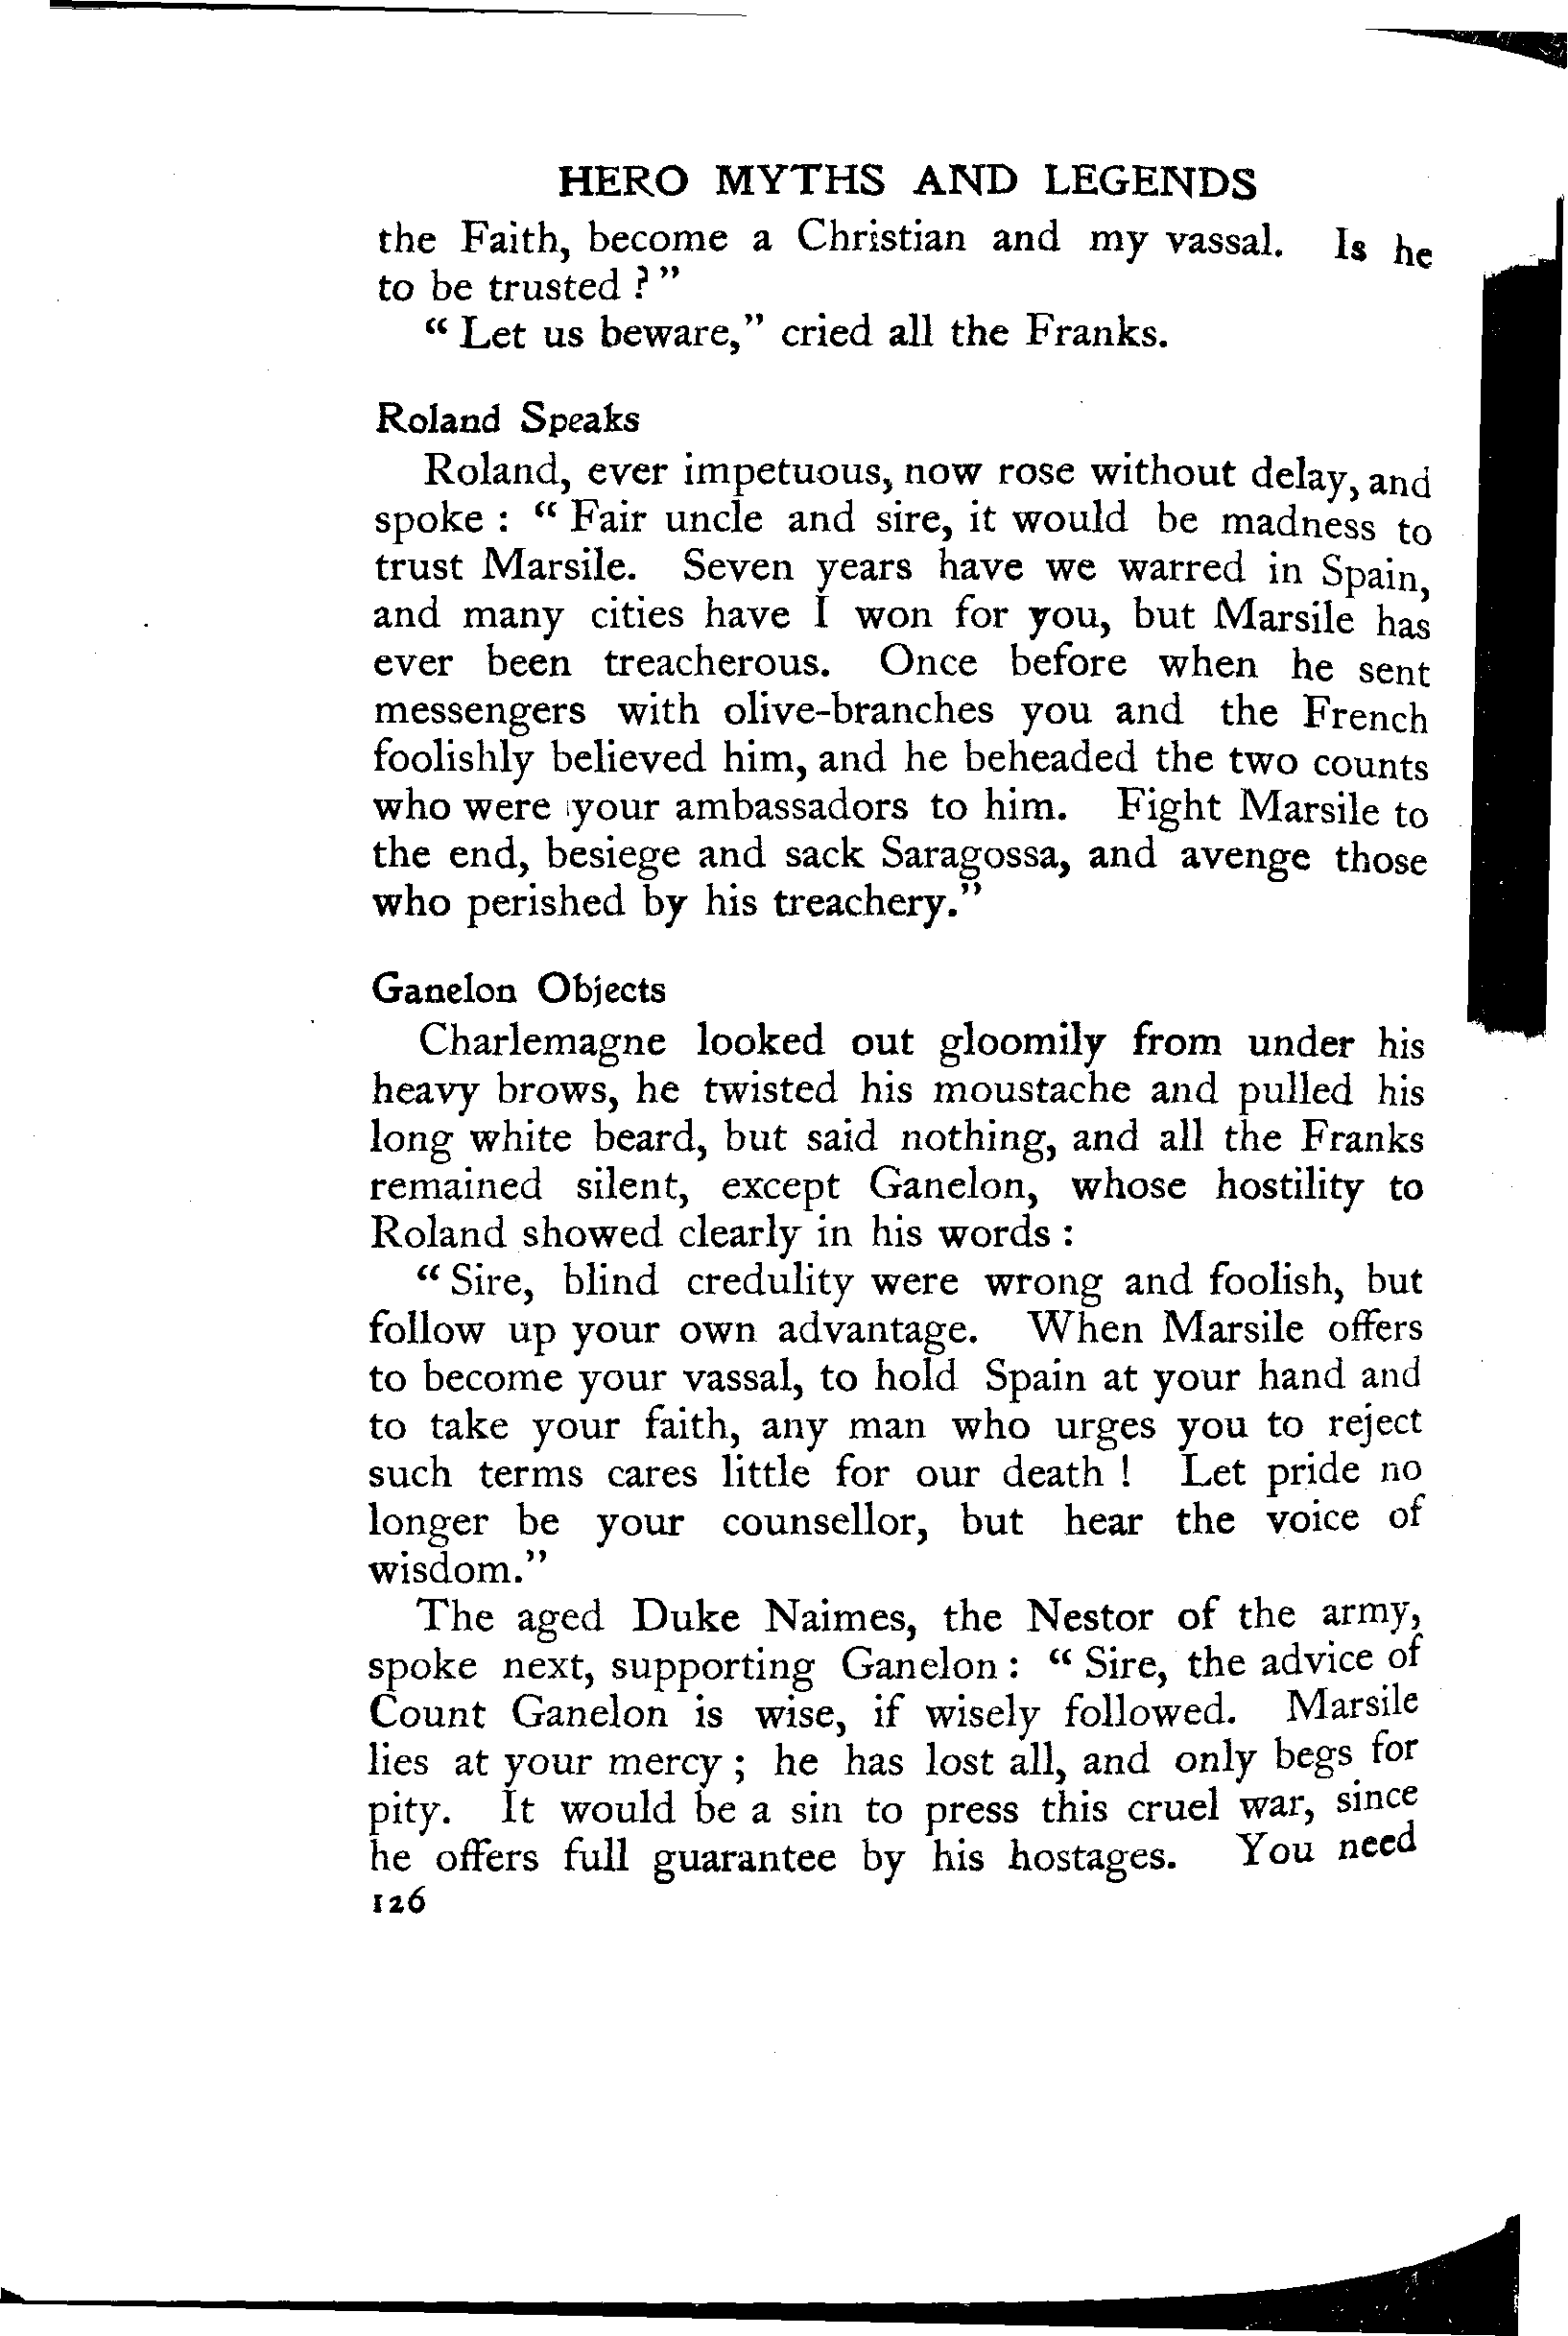 HERO MYTHS AND LEGENDS
the Faith, become a Christian and my vassal. Is he
to be trusted ?”
“ Let us beware,” cried all the Franks.
Roland Speaks
Roland, ever impetuous, now rose without delay, and
spoke : “ Fair uncle and sire, it would be madness to
trust Marsile. Seven years have we warred in Spain,
and many cities have I won for you, but Marsile has
ever been treacherous. Once before when he sent
messengers with olive-branches you and the French
foolishly believed him, and he beheaded the two counts
who were your ambassadors to him. Fight Marsile to
the end, besiege and sack Saragossa, and avenge those
who perished by his treachery.”
Ganelon Objects
Charlemagne looked out gloomily from under his
heavy brows, he twisted his moustache and pulled his
long white beard, but said nothing, and all the Franks
remained silent, except Ganelon, whose hostility to
Roland showed clearly in his words :
“ Sire, blind credulity were wrong and foolish, but
follow up your own advantage. When Marsile offers
to become your vassal, to hold Spain at your hand and
to take your faith, any man who urges you to reject
such terms cares little for our death ! Let pride no
longer be your counsellor, but hear the voice of
wisdom.”
The aged Duke Naimes, the Nestor of the army,
spoke next, supporting Ganelon : “ Sire, the advice of
Count Ganelon is wise, if wisely followed. Marsile
lies at your mercy ; he has lost all, and only begs for
pity. It would be a sin to press this cruel war, since
he offers full guarantee by his hostages. You need
126